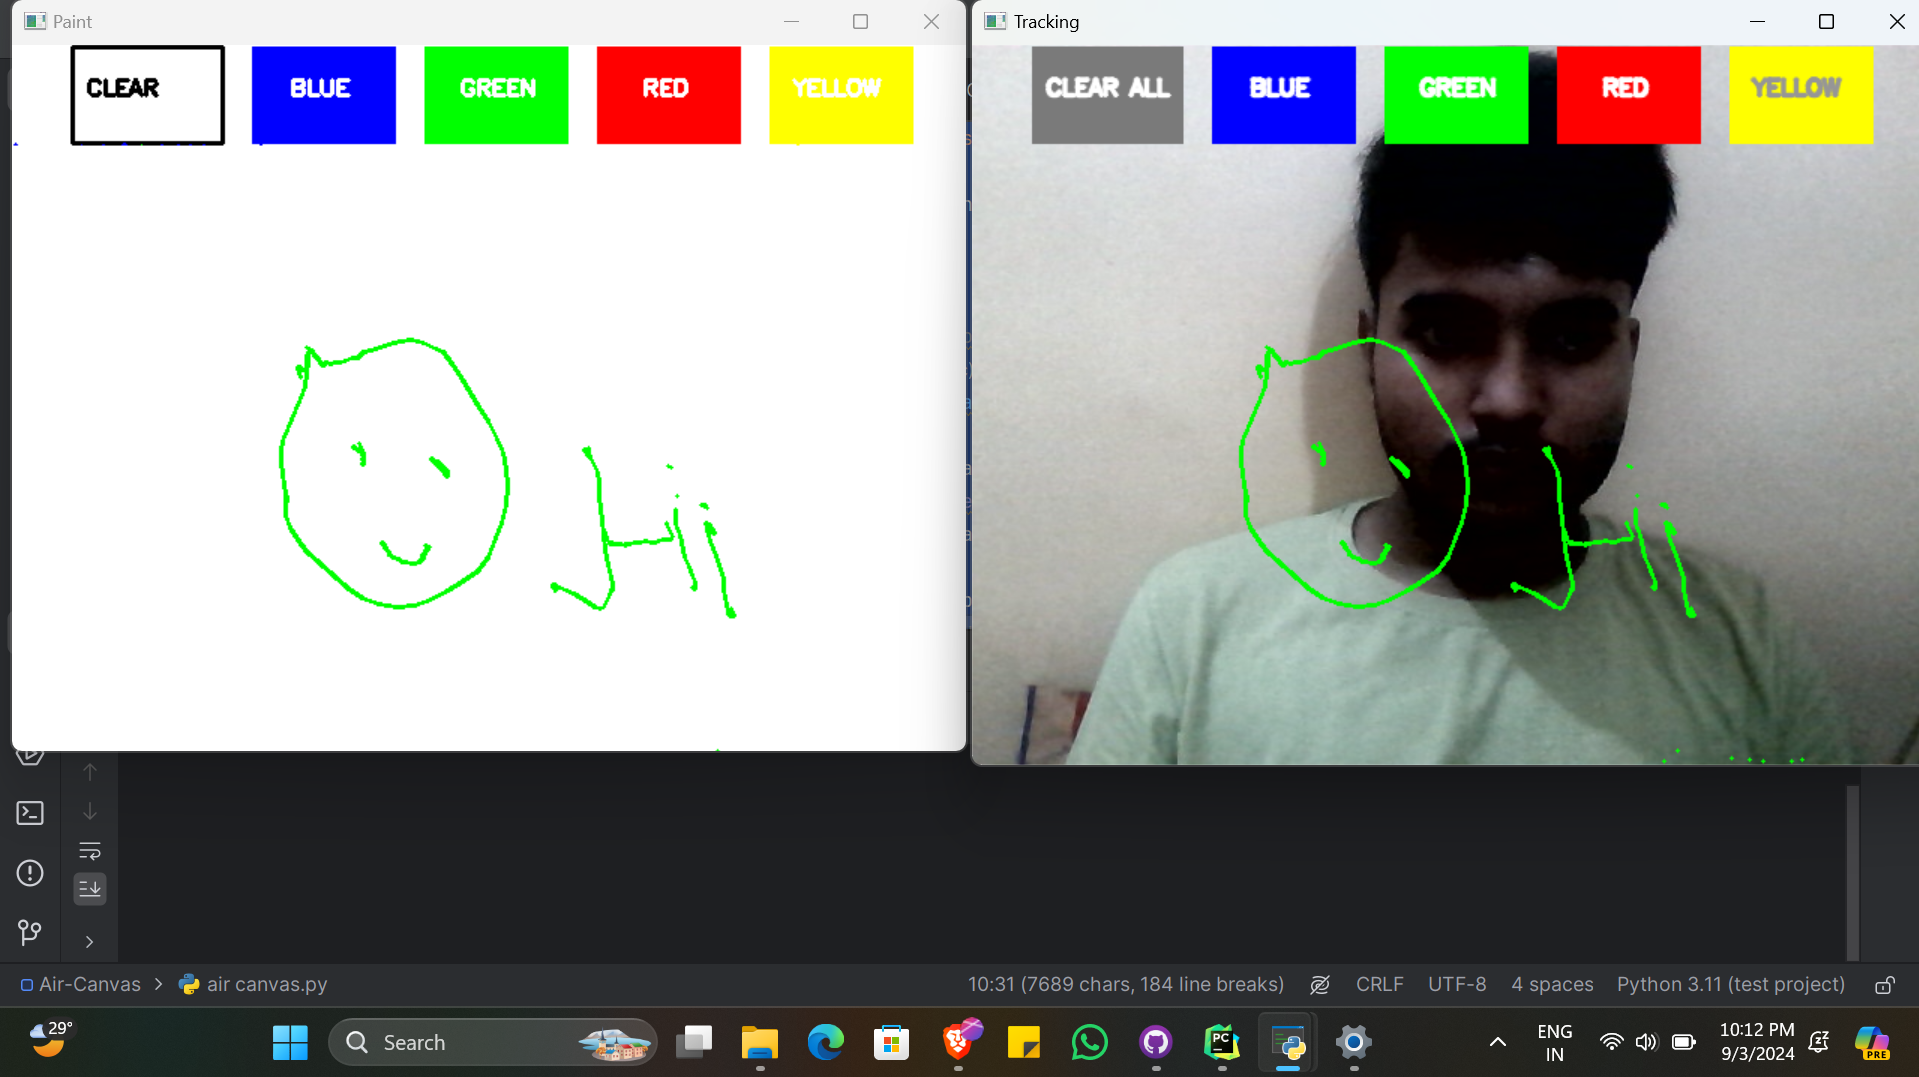 Paint
CLEAR
BLUE
GREEN
RED
YELLOW
Hi
Tracking
CLEAR ALL
BLUE
GREEN
RED
YELLOW
Hi
Air-Canvas > air canvas.py
10:31 (7689 chars, 184 line breaks)
CRLF
UTF-8
4 spaces
Python 3.11 (test project)
29°
Search
PC
ENG
IN
10:12 PM
9/3/2024
PRE